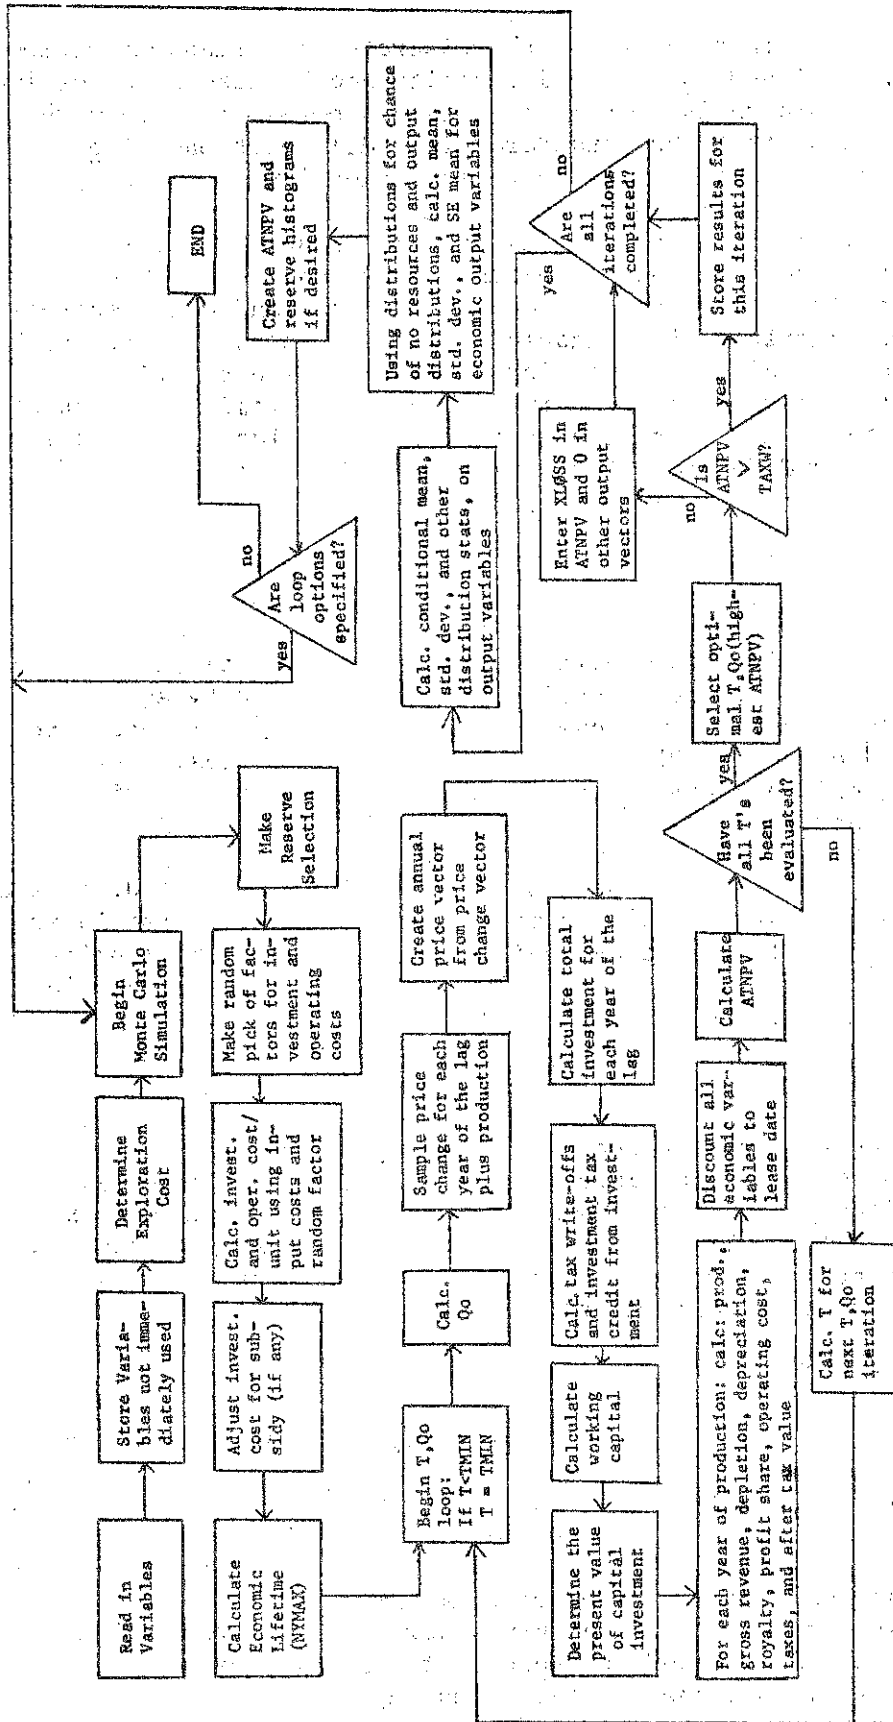 Read in
Variables
Store Varia-
bles not imme-
diately used
Determine
Exploration
Cost
Begin
Monte Carlo
Simulation
Make
Reserve
Selection
Make random
pick of fac-
tors for in-
vestment and
operating
costs
Calc. invest.
and oper. cost/
unit using in-
put costs and
random factor
Adjust invest.
cost for sub-
sidy (if any)
Calculate
Economic
Lifetime
(NYMAX)
Begin T,Qo
loop:
If T<TMIN
T = TMIN
Calc.
Qo
Sample price
change for each
year of the lag
plus production
Create annual
price vector
from price
change vector
Calculate total
investment for
each year of the
lag
Calc. tax write-offs
and investment tax
credit from invest-
ment
Calculate
working
capital
Determine the
present value
of capital
investment
For each year of production: calc: prod.,
gross revenue, depletion, depreciation,
royalty, profit share, operating cost,
taxes, and after tax value
Discount all
economic var-
iables to
lease date
Calculate
ATNPV
Have
all T's
been
evaluated?
yes
no
Calc. T for
next T,Qo
iteration
Select opti-
mal T,Qo(high-
est ATNPV)
Is
ATNPV
>
TAXW?
no
yes
Enter XLØSS in
ATNPV and 0 in
other output
vectors
Store results for
this iteration
Are
all
iterations
completed?
yes
no
Calc. conditional mean,
std. dev., and other
distribution stats, on
output variables
Using distributions for chance
of no resources and output
distributions, calc. mean,
std. dev., and SE mean for
economic output variables
Create ATNPV and
reserve histograms
if desired
Are
loop
options
specified?
yes
no
END